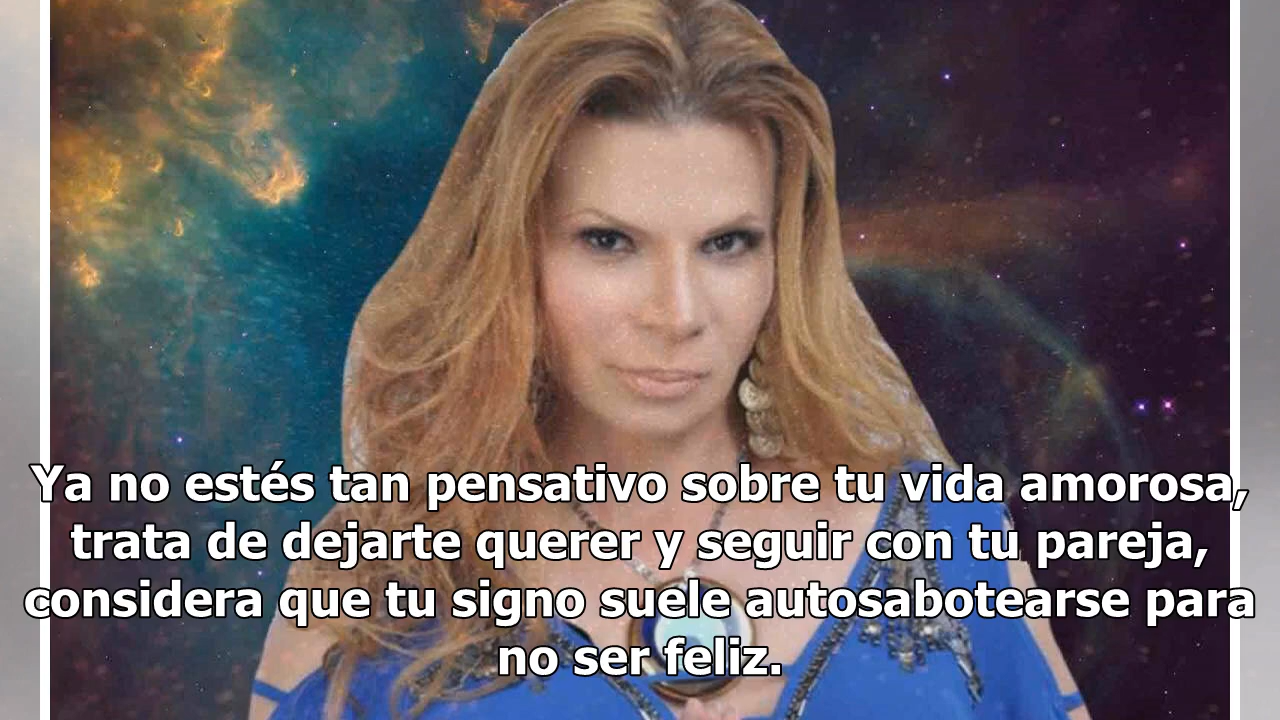 Ya no estés tan pensativo sobre tu vida amorosa,
trata de dejarte querer y seguir con tu pareja,
considera que tu signo suele autosabotearse para
no ser feliz.